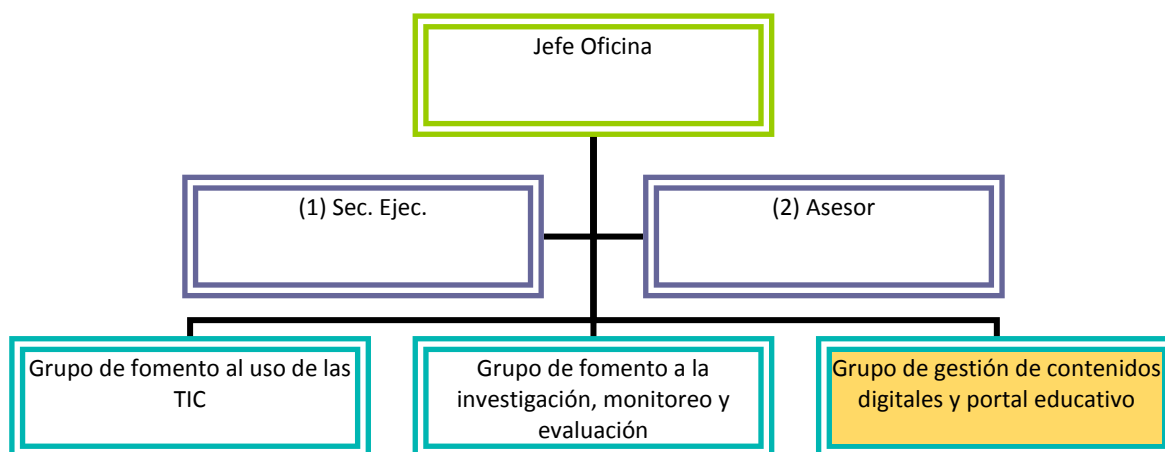 Jefe Oficina
(1) Sec. Ejec.
(2) Asesor
Grupo de fomento al uso de las
TIC
Grupo de fomento a la
investigación, monitoreo y
evaluación
Grupo de gestión de contenidos
digitales y portal educativo